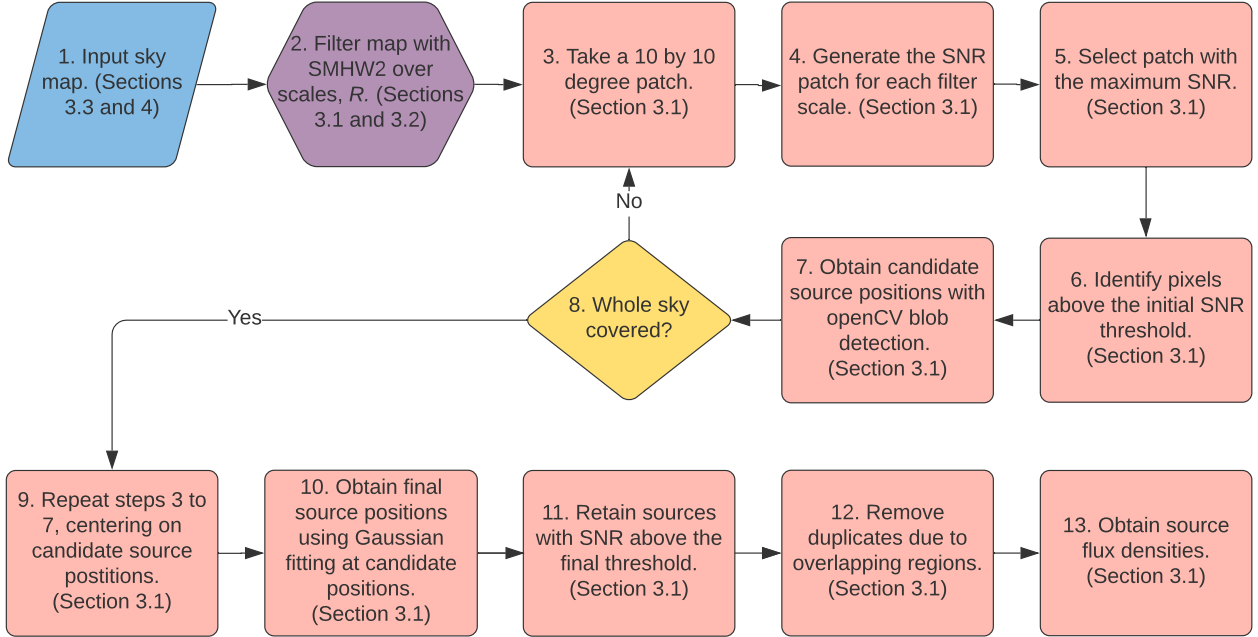 1. Input sky
map. (Sections
3.3 and 4)
2. Filter map with
SMHW2 over
scales, R. (Sections
3.1 and 3.2)
3. Take a 10 by 10
degree patch.
(Section 3.1)
4. Generate the SNR
patch for each filter
scale. (Section 3.1)
5. Select patch with
the maximum SNR.
(Section 3.1)
6. Identify pixels
above the initial SNR
threshold.
(Section 3.1)
7. Obtain candidate
source positions with
openCV blob
detection.
(Section 3.1)
8. Whole sky
covered?
No
Yes
9. Repeat steps 3 to
7, centering on
candidate source
postitions.
(Section 3.1)
10. Obtain final
source positions
using Gaussian
fitting at candidate
positions.
(Section 3.1)
11. Retain sources
with SNR above the
final threshold.
(Section 3.1)
12. Remove
duplicates due to
overlapping regions.
(Section 3.1)
13. Obtain source
flux densities.
(Section 3.1)